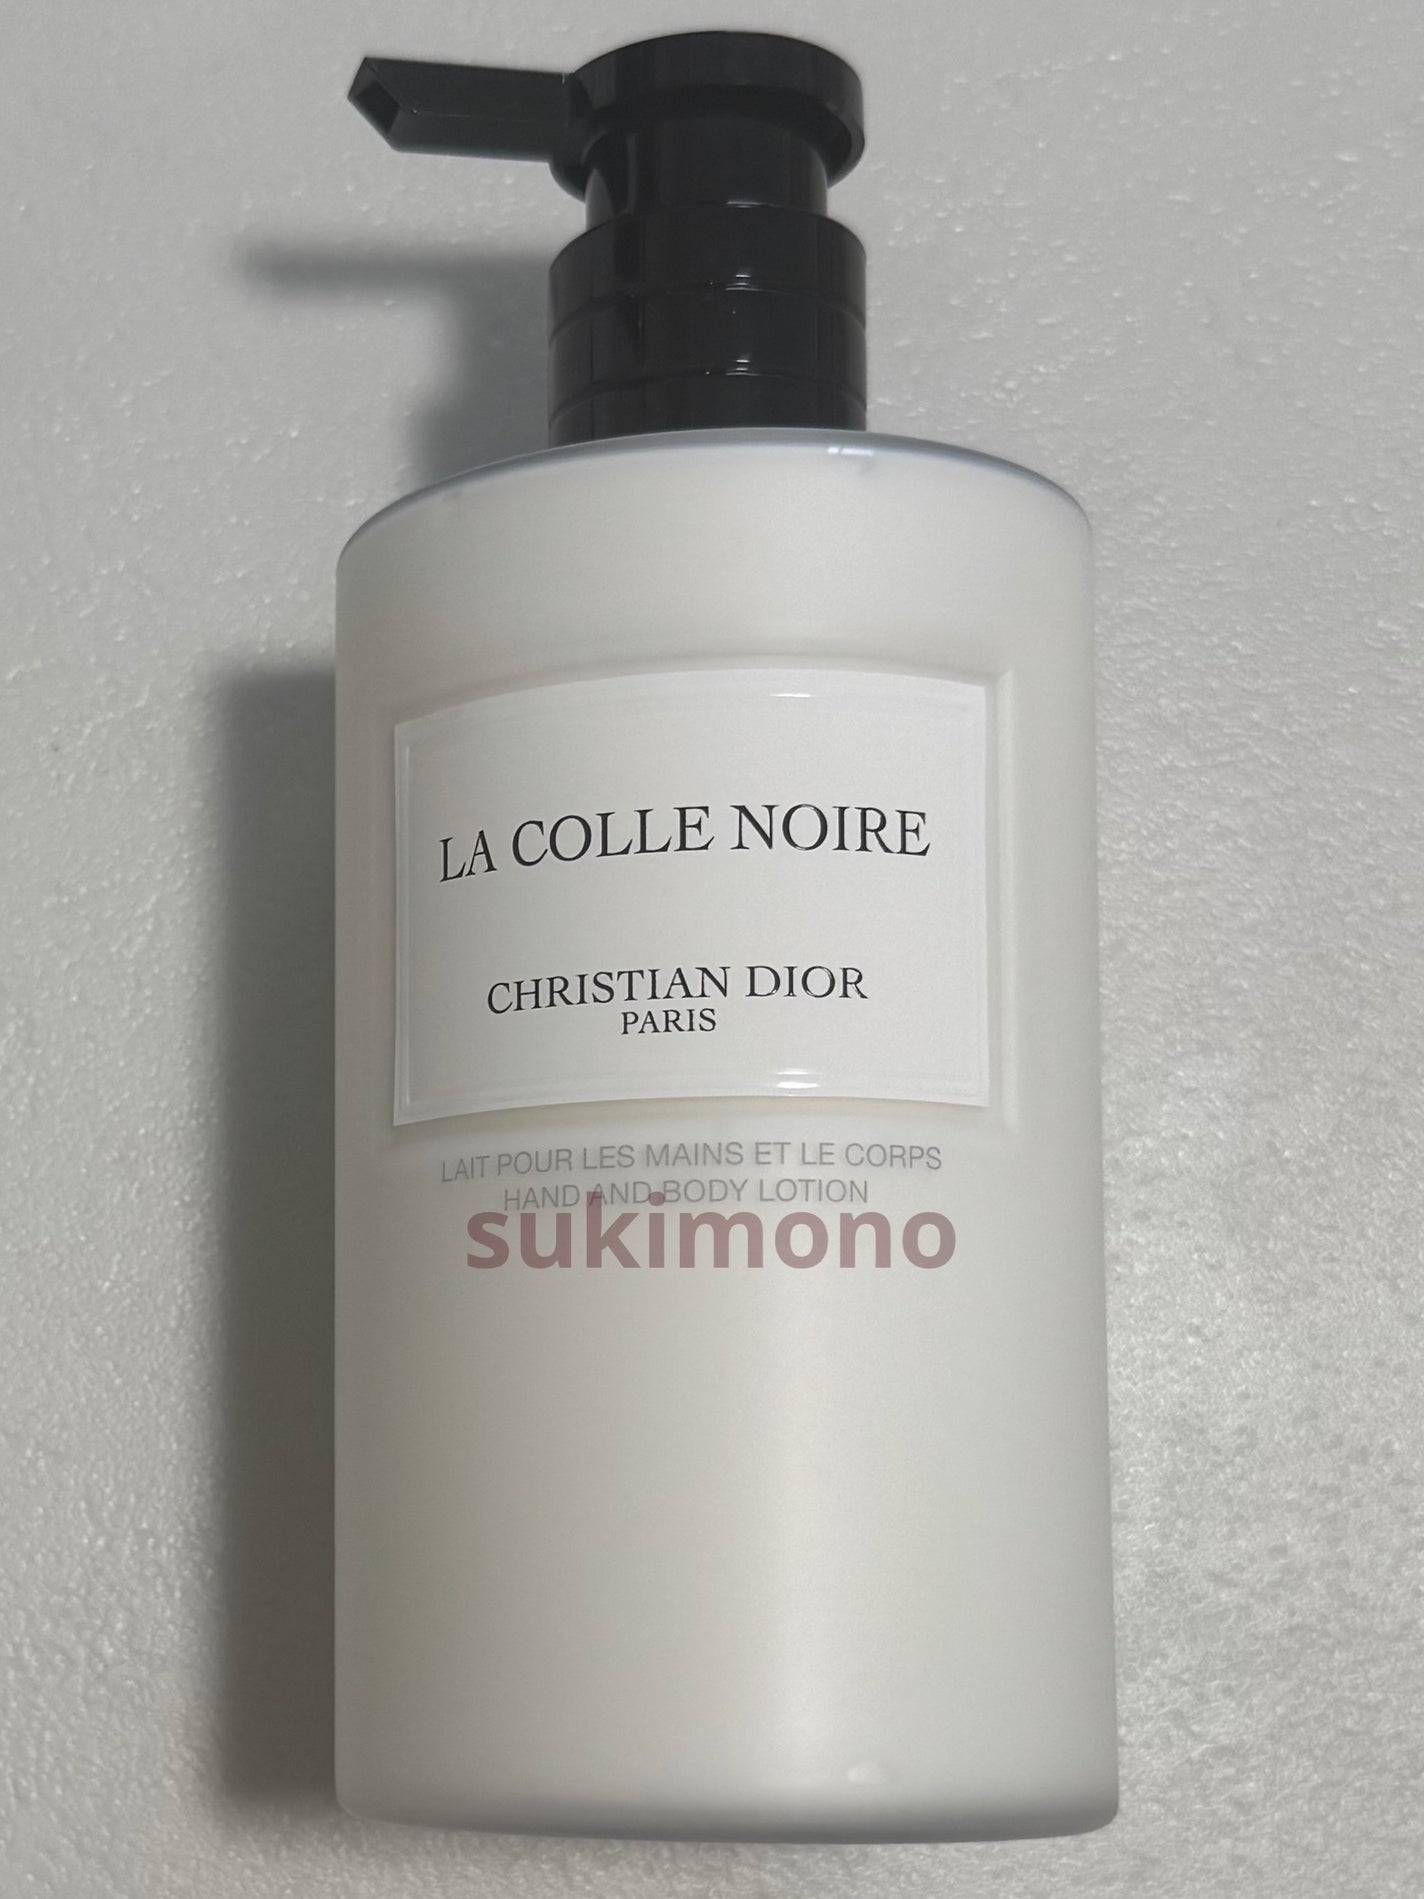 LA COLLE NOIRE
CHRISTIAN DIOR
PARIS
LAIT POUR LES MAINS ET LE CORPS
HAND AND BODY LOTION
sukimono